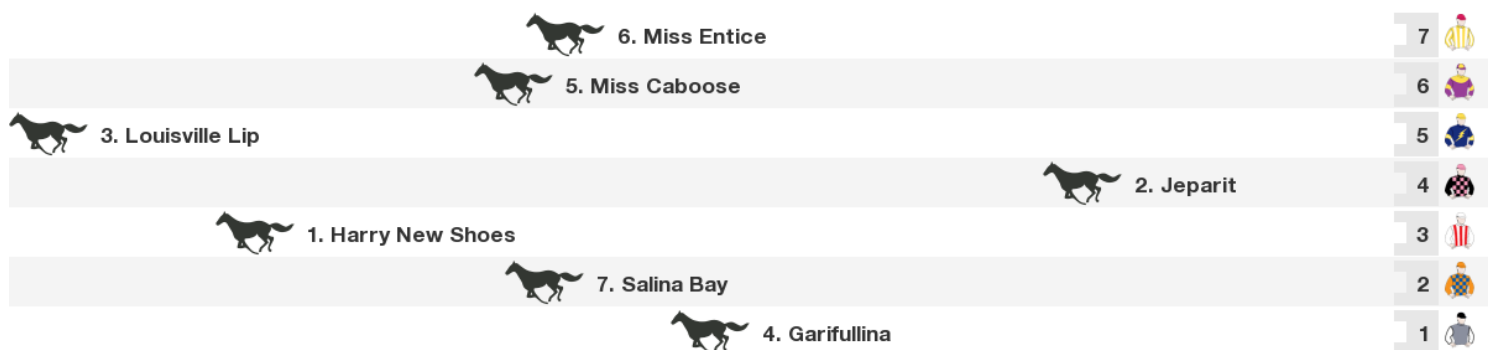 6. Miss Entice 7
5. Miss Caboose 6
3. Louisville Lip 5
2. Jeparit 4
1. Harry New Shoes 3
7. Salina Bay 2
4. Garifullina 1